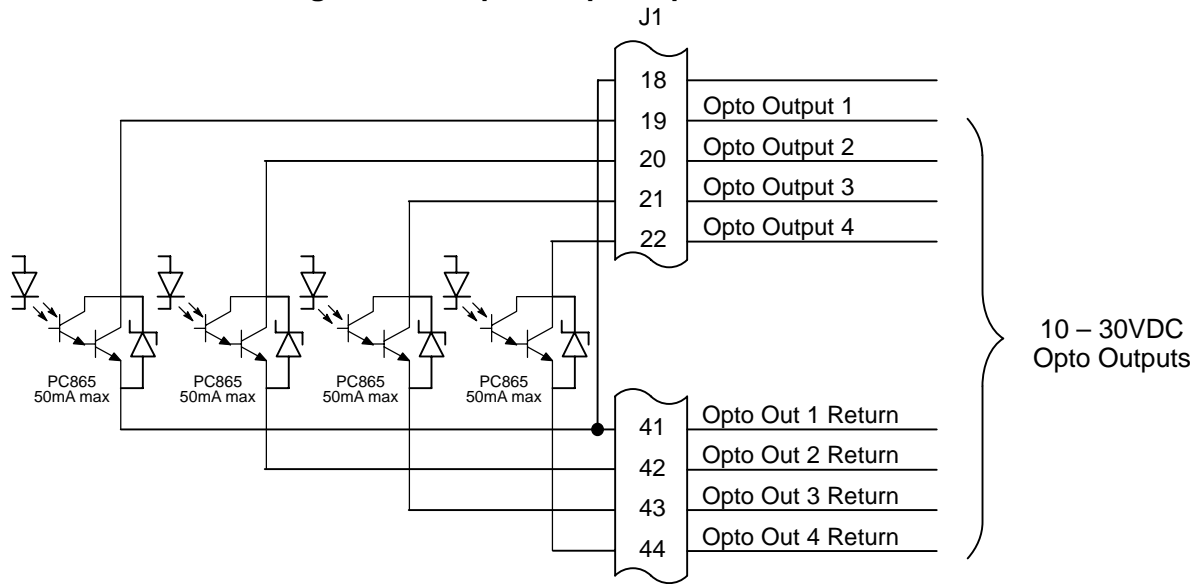 J1
18
19 Opto Output 1
20 Opto Output 2
21 Opto Output 3
22 Opto Output 4
PC865
50mA max
PC865
50mA max
PC865
50mA max
PC865
50mA max
10 – 30VDC
Opto Outputs
41 Opto Out 1 Return
42 Opto Out 2 Return
43 Opto Out 3 Return
44 Opto Out 4 Return